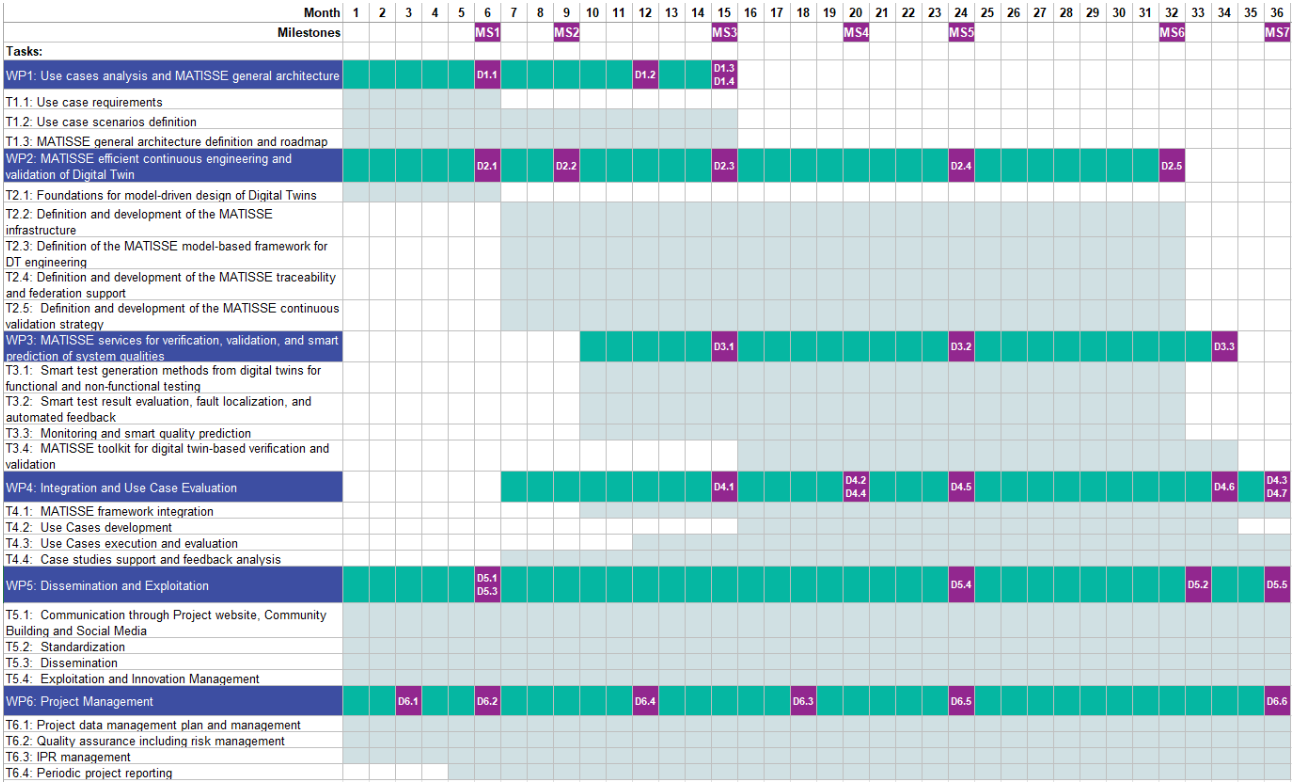 Month 1 2 3 4 5 6 7 8 9 10 11 12 13 14 15 16 17 18 19 20 21 22 23 24 25 26 27 28 29 30 31 32 33 34 35 36
Milestones MS1 MS2 MS3 MS4 MS5 MS6 MS7
Tasks:
WP1: Use cases analysis and MATISSE general architecture D1.1 D1.2 D1.3
D1.4
T1.1: Use case requirements
T1.2: Use case scenarios definition
T1.3: MATISSE general architecture definition and roadmap
WP2: MATISSE efficient continuous engineering and
validation of Digital Twin D2.1 D2.2 D2.3 D2.4 D2.5
T2.1: Foundations for model-driven design of Digital Twins
T2.2: Definition and development of the MATISSE
infrastructure
T2.3: Definition of the MATISSE model-based framework for
DT engineering
T2.4: Definition and development of the MATISSE traceability
and federation support
T2.5: Definition and development of the MATISSE continuous
validation strategy
WP3: MATISSE services for verification, validation, and smart
prediction of system qualities D3.1 D3.2 D3.3
T3.1: Smart test generation methods from digital twins for
functional and non-functional testing
T3.2: Smart test result evaluation, fault localization, and
automated feedback
T3.3: Monitoring and smart quality prediction
T3.4: MATISSE toolkit for digital twin-based verification and
validation
WP4: Integration and Use Case Evaluation D4.1 D4.2 D4.5 D4.6 D4.3
D4.4 D4.7
T4.1: MATISSE framework integration
T4.2: Use Cases development
T4.3: Use Cases execution and evaluation
T4.4: Case studies support and feedback analysis
WP5: Dissemination and Exploitation D5.1 D5.4 D5.2 D5.5
D5.3
T5.1: Communication through Project website, Community
Building and Social Media
T5.2: Standardization
T5.3: Dissemination
T5.4: Exploitation and Innovation Management
WP6: Project Management D6.1 D6.2 D6.4 D6.3 D6.5 D6.6
T6.1: Project data management plan and management
T6.2: Quality assurance including risk management
T6.3: IPR management
T6.4: Periodic project reporting